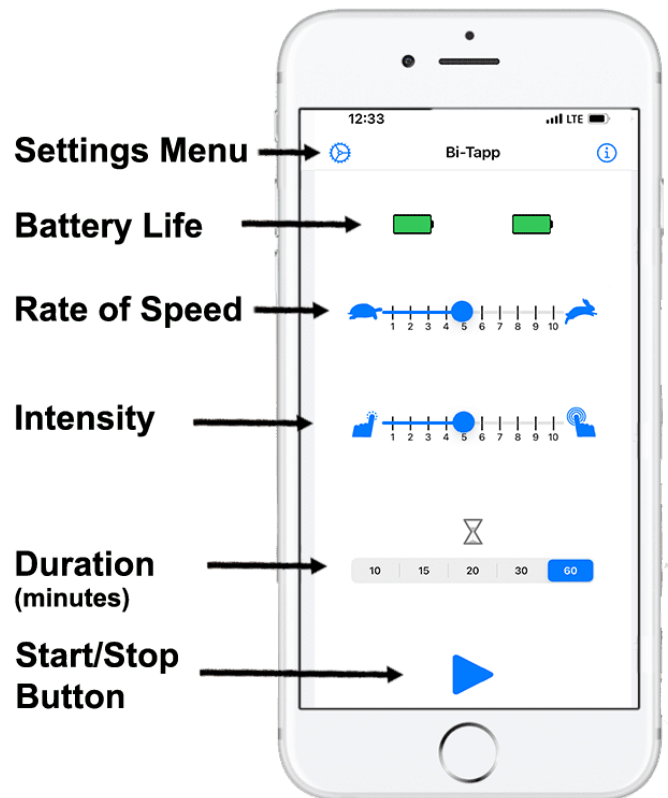 12:33
LTE
Settings Menu
Bi-Tapp
i
Battery Life
Rate of Speed
1 2 3 4 5 6 7 8 9 10
Intensity
1 2 3 4 5 6 7 8 9 10
Duration
(minutes)
10 15 20 30 60
Start/Stop
Button